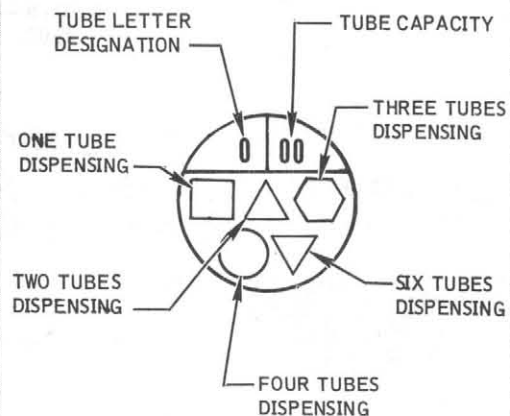 TUBE LETTER
DESIGNATION
TUBE CAPACITY
THREE TUBES
DISPENSING
ONE TUBE
DISPENSING
0
00
TWO TUBES
DISPENSING
SIX TUBES
DISPENSING
FOUR TUBES
DISPENSING